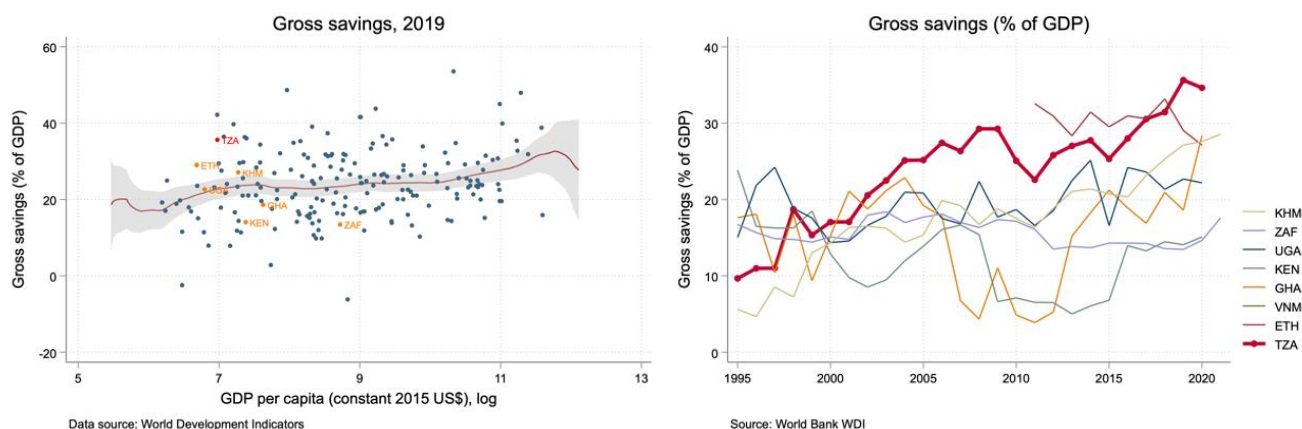 Gross savings, 2019
Gross savings (% of GDP)
60
40
20
0
-20
TZA
ETH
KHM
UGA
GHA
KEN
ZAF
5
7
9
11
13
GDP per capita (constant 2015 US$), log
Data source: World Development Indicators
Gross savings (% of GDP)
Gross savings (% of GDP)
40
30
20
10
0
1995
2000
2005
2010
2015
2020
KHM
ZAF
UGA
KEN
GHA
VNM
ETH
TZA
Source: World Bank WDI